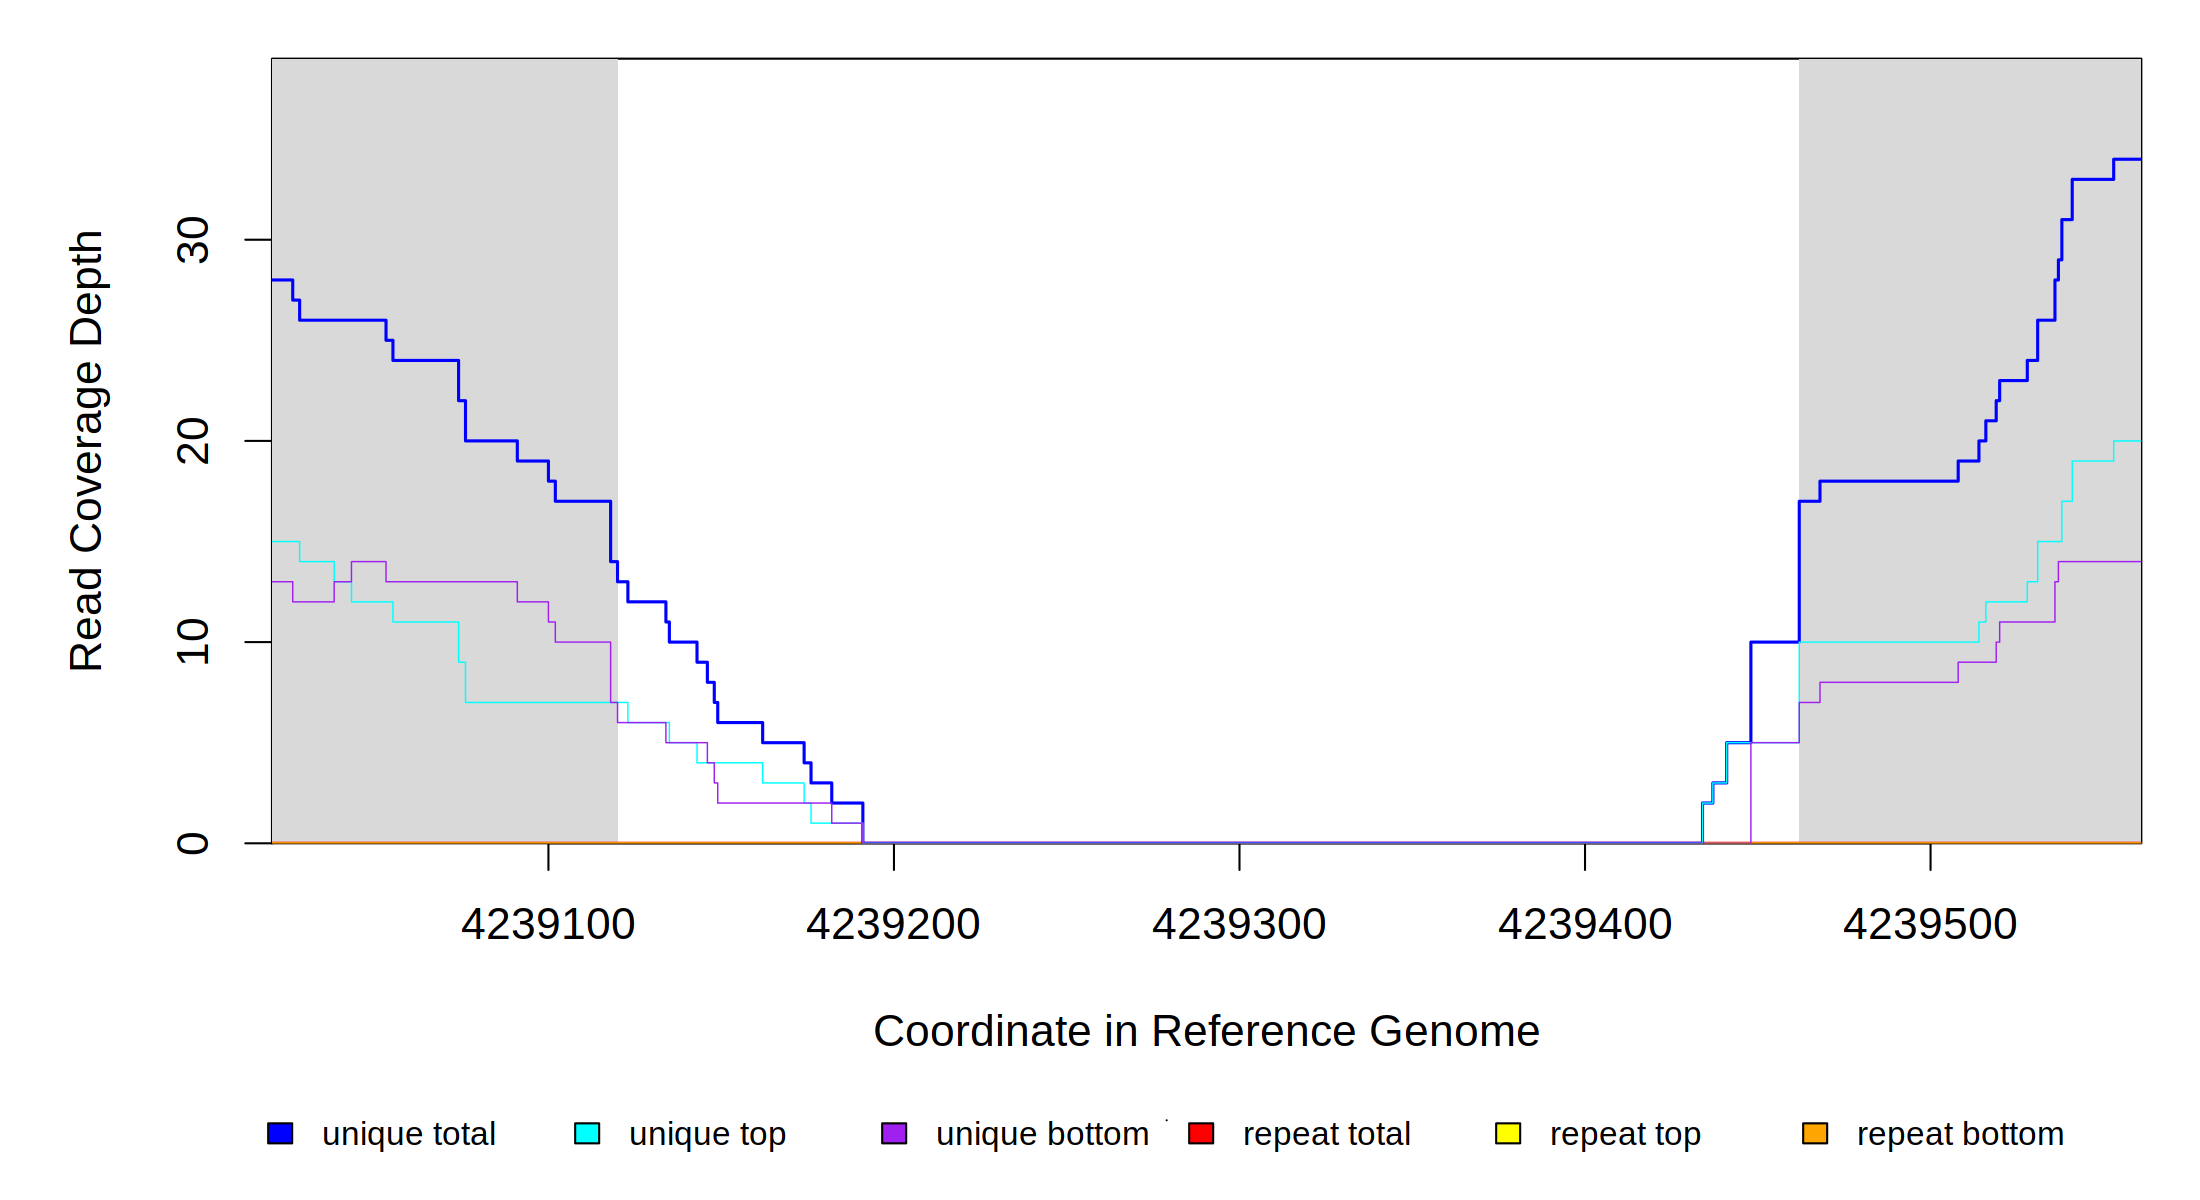 Read Coverage Depth
30
20
10
0
4239100 4239200 4239300 4239400 4239500
Coordinate in Reference Genome
unique total unique top unique bottom repeat total repeat top repeat bottom